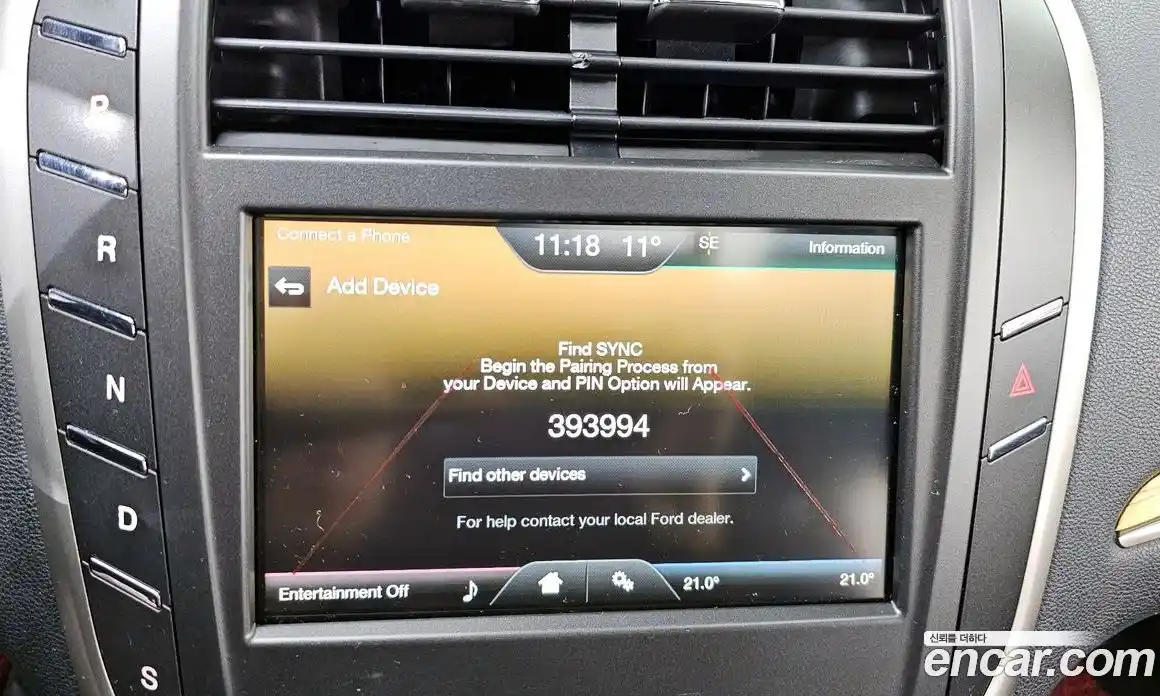 P
R
N
D
S
Connect a Phone
11:18 11° SE
Information
Add Device
Find SYNC
Begin the Pairing Process from
your Device and PIN Option will Appear.
393994
Find other devices
For help contact your local Ford dealer.
Entertainment Off
21.0°
21.0°
신뢰를 더하다
encar.com